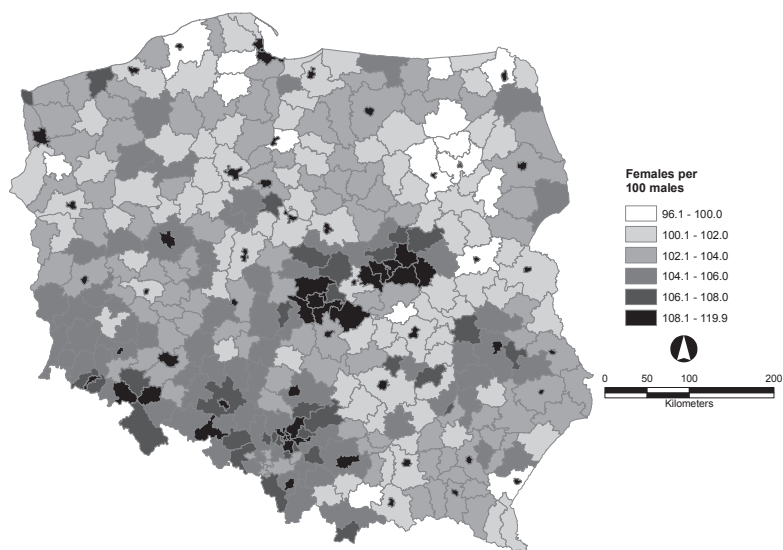 Females per
100 males
96.1 - 100.0
100.1 - 102.0
102.1 - 104.0
104.1 - 106.0
106.1 - 108.0
108.1 - 119.9
0 50 100 200
Kilometers